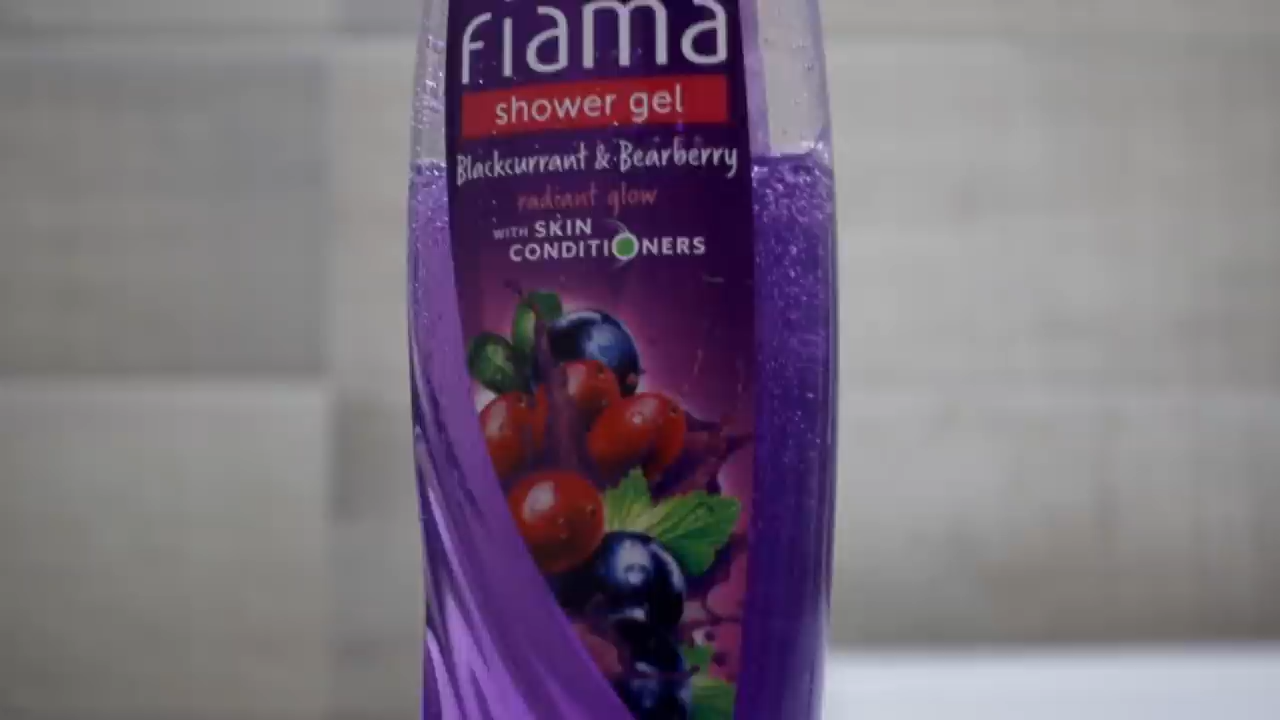 fiama
shower gel
Blackcurrant & Bearberry
radiant glow
WITH SKIN
CONDITIONERS